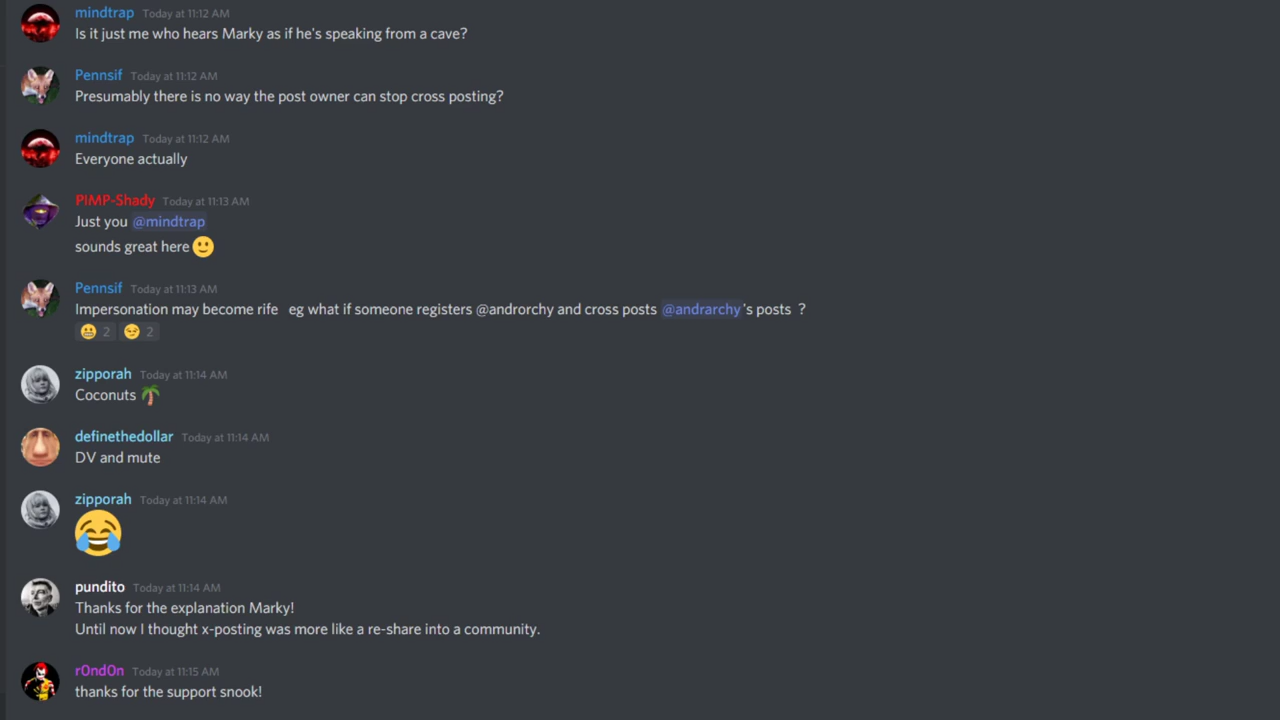 mindtrap Today at 11:12 AM
Is it just me who hears Marky as if he's speaking from a cave?
Pennsif Today at 11:12 AM
Presumably there is no way the post owner can stop cross posting?
mindtrap Today at 11:12 AM
Everyone actually
PIMP-Shady Today at 11:13 AM
Just you @mindtrap
sounds great here 🙂
Pennsif Today at 11:13 AM
Impersonation may become rife eg what if someone registers @androrchy and cross posts @andrarchy's posts ?
😬 2 😏 2
zipporah Today at 11:14 AM
Coconuts 🌴
definethedollar Today at 11:14 AM
DV and mute
zipporah Today at 11:14 AM
😂
pundito Today at 11:14 AM
Thanks for the explanation Marky!
Until now I thought x-posting was more like a re-share into a community.
r0nd0n Today at 11:15 AM
thanks for the support snook!